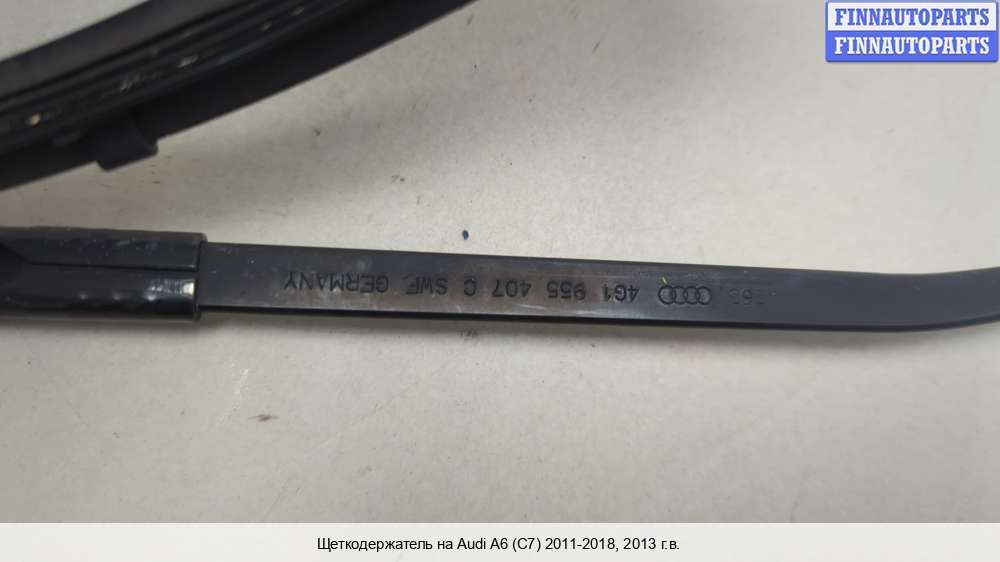 FINNAUTOPARTS
FINNAUTOPARTS
4G1 955 407 C SWF GERMANY
Щеткодержатель на Audi A6 (C7) 2011-2018, 2013 г.в.